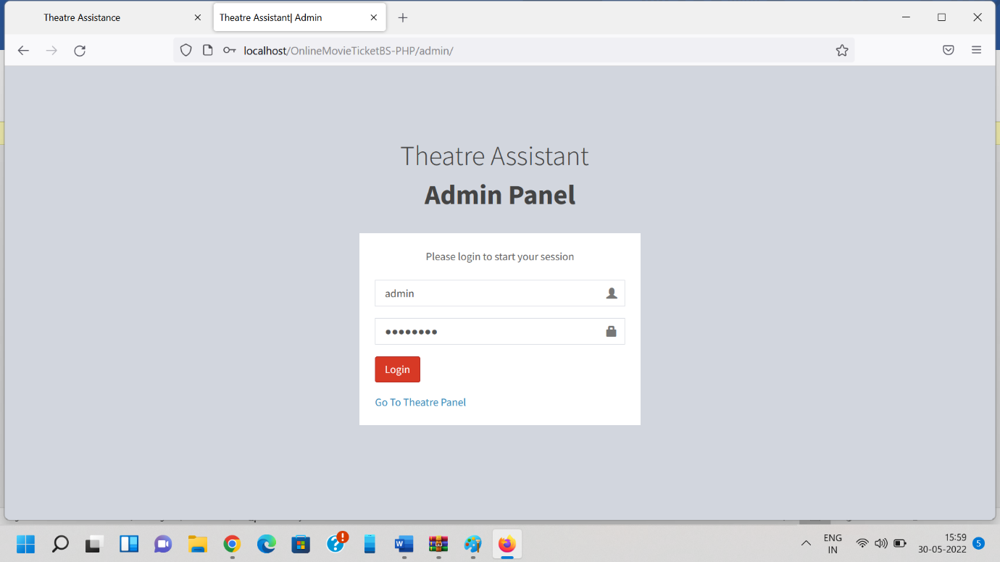 Theatre Assistance
Theatre Assistant| Admin
localhost/OnlineMovieTicketBS-PHP/admin/
Theatre Assistant
Admin Panel
Please login to start your session
admin
Login
Go To Theatre Panel
ENG
IN
15:59
30-05-2022
5